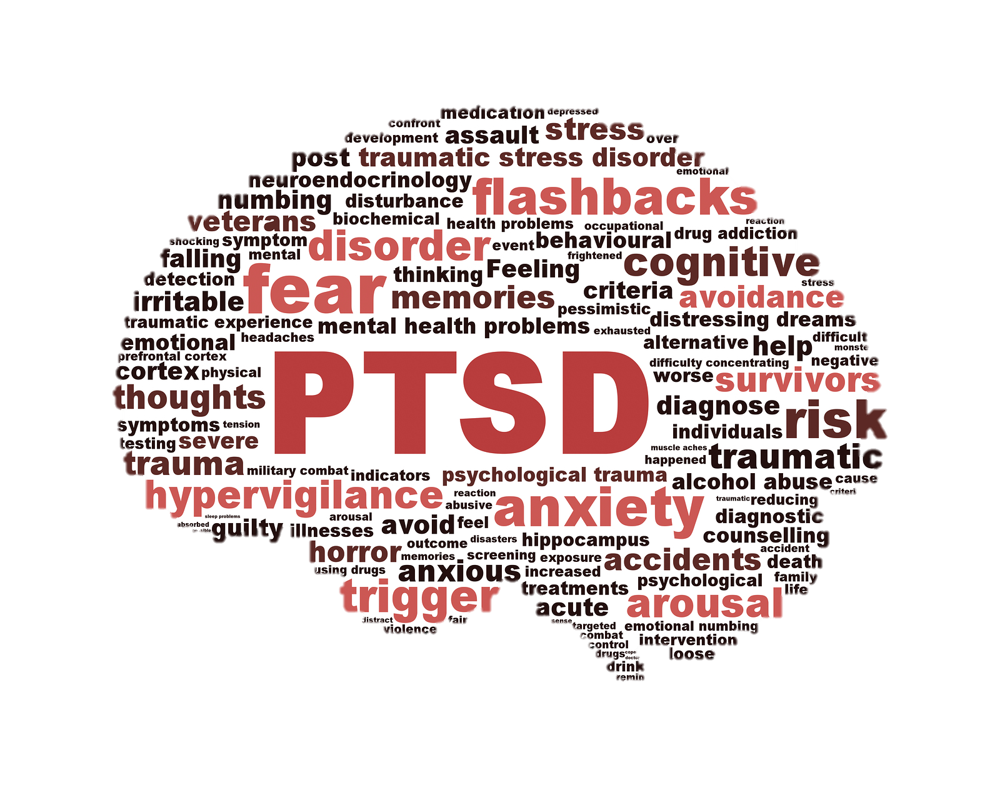 medication depressed
confront
development assault stress over
post traumatic stress disorder
emotional
neuroendocrinology flashbacks
numbing disturbance
veterans biochemical health problems occupational reaction
shocking symptom disorder event behavioural drug addiction
falling mental frightened cognitive
detection fear thinking Feeling
stress
irritable memories criteria avoidance
pessimistic
traumatic experience mental health problems exhausted distressing dreams
emotional headaches alternative help difficult
monste
prefrontal cortex difficulty concentrating negative
cortex physical PTSD worse survivors
thoughts diagnose risk
symptoms tension individuals
testing severe muscle aches
trauma happened traumatic
military combat indicators psychological trauma alcohol abuse cause
hypervigilance reaction anxiety criteri
abusive traumatic reducing
sleep problems arousal diagnostic
absorbed guilty illnesses avoid feel
counselling
outcome disasters hippocampus
horror memories screening exposure accidents accident
death
using drugs anxious increased
psychological family
trigger treatments life
acute arousal
distract fair sense
violence targeted emotional numbing
combat intervention
control
drugs cope loose
doctor
drink
remin